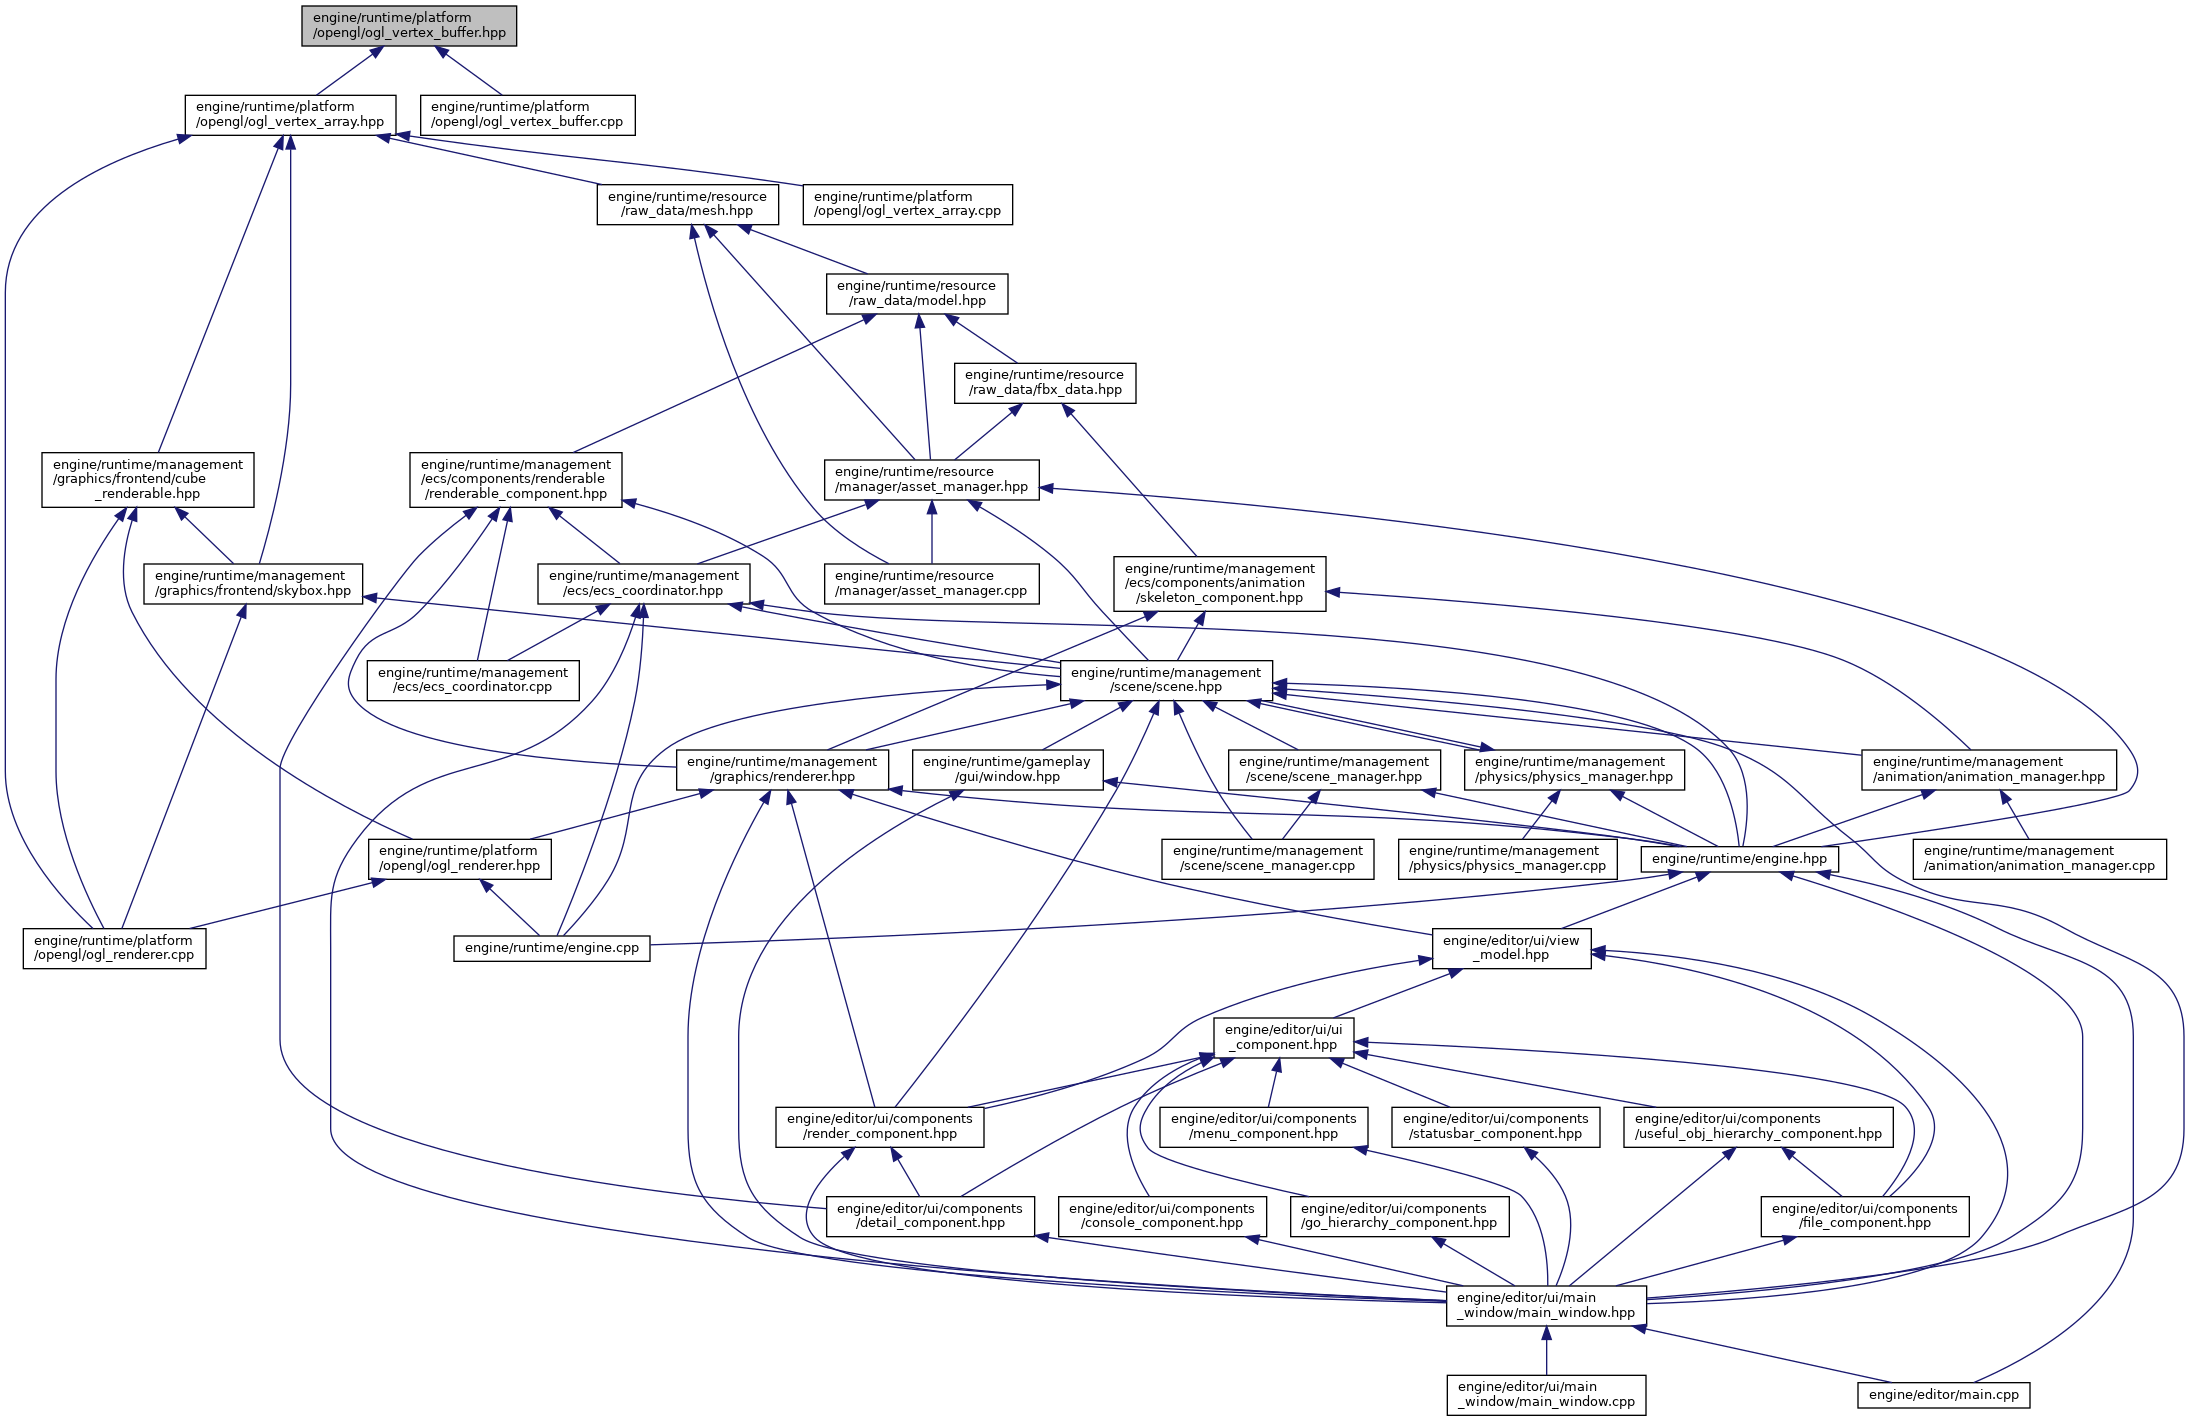 engine/runtime/platform
/opengl/ogl_vertex_buffer.hpp
engine/runtime/platform
/opengl/ogl_vertex_array.hpp
engine/runtime/platform
/opengl/ogl_vertex_buffer.cpp
engine/runtime/resource
/raw_data/mesh.hpp
engine/runtime/platform
/opengl/ogl_vertex_array.cpp
engine/runtime/resource
/raw_data/model.hpp
engine/runtime/resource
/raw_data/fbx_data.hpp
engine/runtime/management
/graphics/frontend/cube
_renderable.hpp
engine/runtime/management
/ecs/components/renderable
/renderable_component.hpp
engine/runtime/resource
/manager/asset_manager.hpp
engine/runtime/management
/graphics/frontend/skybox.hpp
engine/runtime/management
/ecs/ecs_coordinator.hpp
engine/runtime/resource
/manager/asset_manager.cpp
engine/runtime/management
/ecs/components/animation
/skeleton_component.hpp
engine/runtime/management
/ecs/ecs_coordinator.cpp
engine/runtime/management
/scene/scene.hpp
engine/runtime/management
/graphics/renderer.hpp
engine/runtime/gameplay
/gui/window.hpp
engine/runtime/management
/scene/scene_manager.hpp
engine/runtime/management
/physics/physics_manager.hpp
engine/runtime/management
/animation/animation_manager.hpp
engine/runtime/platform
/opengl/ogl_renderer.hpp
engine/runtime/management
/scene/scene_manager.cpp
engine/runtime/management
/physics/physics_manager.cpp
engine/runtime/engine.hpp
engine/runtime/management
/animation/animation_manager.cpp
engine/runtime/platform
/opengl/ogl_renderer.cpp
engine/runtime/engine.cpp
engine/editor/ui/view
_model.hpp
engine/editor/ui/ui
_component.hpp
engine/editor/ui/components
/render_component.hpp
engine/editor/ui/components
/menu_component.hpp
engine/editor/ui/components
/statusbar_component.hpp
engine/editor/ui/components
/useful_obj_hierarchy_component.hpp
engine/editor/ui/components
/detail_component.hpp
engine/editor/ui/components
/console_component.hpp
engine/editor/ui/components
/go_hierarchy_component.hpp
engine/editor/ui/components
/file_component.hpp
engine/editor/ui/main
_window/main_window.hpp
engine/editor/ui/main
_window/main_window.cpp
engine/editor/main.cpp